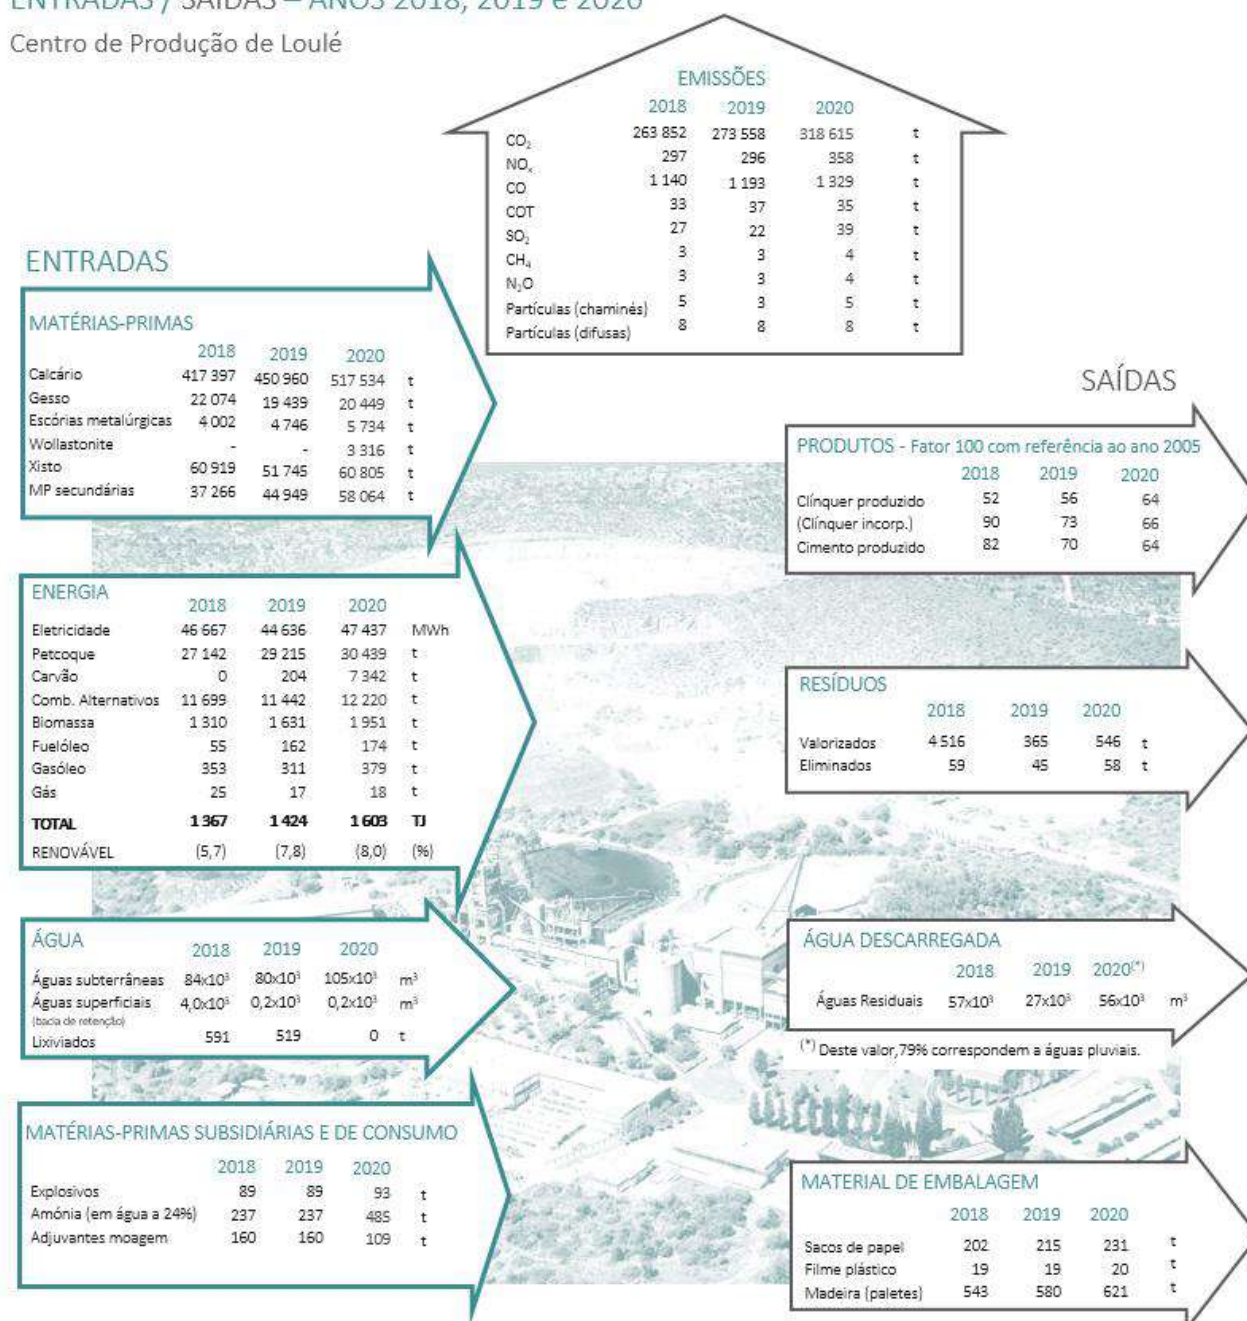 ENTRADAS / SAÍDAS – ANOS 2018, 2019 e 2020
Centro de Produção de Loulé
EMISSÕES
2018 2019 2020
CO₂ 263 852 273 558 318 615 t
NOₓ 297 296 358 t
CO 1 140 1 193 1 329 t
COT 33 37 35 t
SO₂ 27 22 39 t
CH₄ 3 3 4 t
N₂O 3 3 4 t
Partículas (chaminés) 5 3 5 t
Partículas (difusas) 8 8 8 t
ENTRADAS
MATÉRIAS-PRIMAS
2018 2019 2020
Calcário 417 397 450 960 517 534 t
Gesso 22 074 19 439 20 449 t
Escórias metalúrgicas 4 002 4 746 5 734 t
Wollastonite - - 3 316 t
Xisto 60 919 51 745 60 805 t
MP secundárias 37 266 44 949 58 064 t
ENERGIA
2018 2019 2020
Eletricidade 46 667 44 636 47 437 MWh
Petcoque 27 142 29 215 30 439 t
Carvão 0 204 7 342 t
Comb. Alternativos 11 699 11 442 12 220 t
Biomassa 1 310 1 631 1 951 t
Fuelóleo 55 162 174 t
Gasóleo 353 311 379 t
Gás 25 17 18 t
TOTAL 1 367 1 424 1 603 TJ
RENOVÁVEL (5,7) (7,8) (8,0) (%)
ÁGUA
2018 2019 2020
Águas subterrâneas 84x10³ 80x10³ 105x10³ m³
Águas superficiais 4,0x10³ 0,2x10³ 0,2x10³ m³
(bacia de retenção)
Lixiviados 591 519 0 t
MATÉRIAS-PRIMAS SUBSIDIÁRIAS E DE CONSUMO
2018 2019 2020
Explosivos 89 89 93 t
Amónia (em água a 24%) 237 237 485 t
Adjuvantes moagem 160 160 109 t
SAÍDAS
PRODUTOS - Fator 100 com referência ao ano 2005
2018 2019 2020
Clínquer produzido 52 56 64
(Clínquer incorp.) 90 73 66
Cimento produzido 82 70 64
RESÍDUOS
2018 2019 2020
Valorizados 4 516 365 546 t
Eliminados 59 45 58 t
ÁGUA DESCARREGADA
2018 2019 2020(*)
Águas Residuais 57x10³ 27x10³ 56x10³ m³
(*) Deste valor,79% correspondem a águas pluviais.
MATERIAL DE EMBALAGEM
2018 2019 2020
Sacos de papel 202 215 231 t
Filme plástico 19 19 20 t
Madeira (paletes) 543 580 621 t